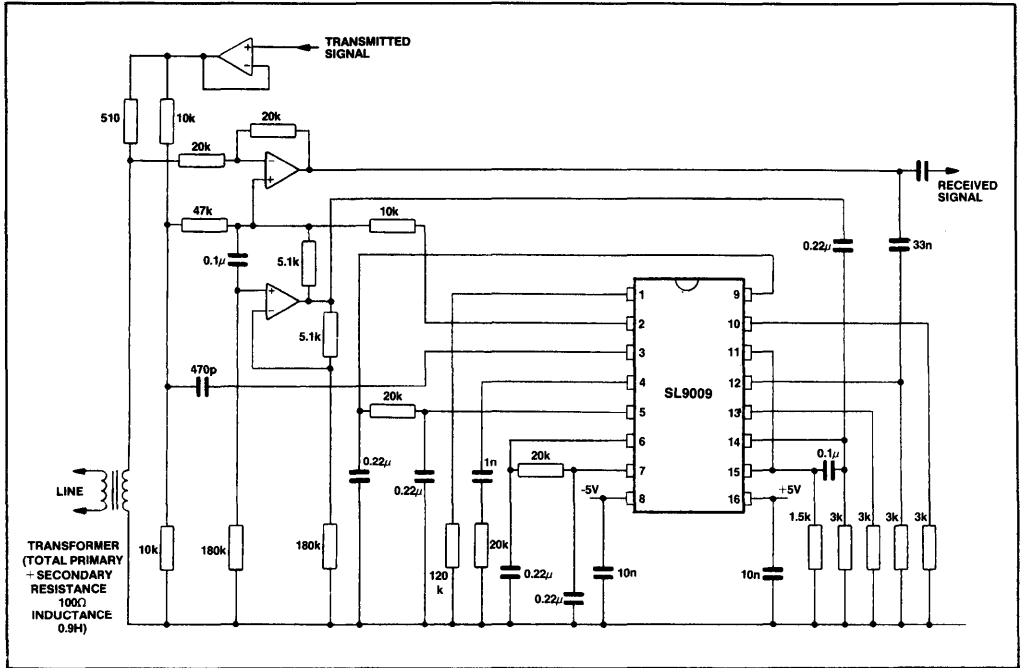 TRANSMITTED
SIGNAL
510
10k
20k
20k
RECEIVED
SIGNAL
47k
10k
0.1μ
5.1k
0.22μ
33n
5.1k
470p
20k
0.22μ
0.22μ
1n
1
2
3
4
5
6
7
8
SL9009
9
10
11
12
13
14
15
16
20k
-5V
+5V
0.1μ
1.5k
3k
3k
3k
3k
LINE
TRANSFORMER
(TOTAL PRIMARY
+ SECONDARY
RESISTANCE
100Ω
INDUCTANCE
0.9H)
10k
180k
180k
120
k
20k
0.22μ
0.22μ
10n
10n